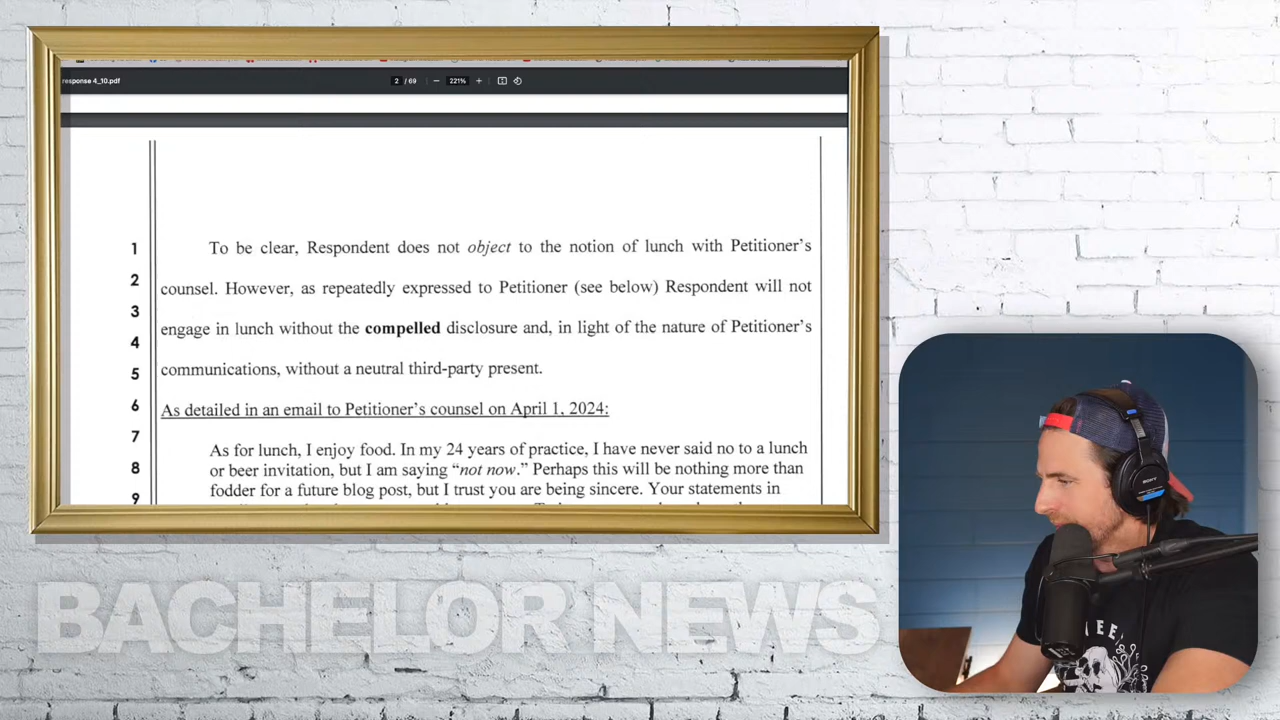 response 4_10.pdf
2 / 69
221%
1 To be clear, Respondent does not object to the notion of lunch with Petitioner's
2 counsel. However, as repeatedly expressed to Petitioner (see below) Respondent will not
3
4 engage in lunch without the compelled disclosure and, in light of the nature of Petitioner's
5 communications, without a neutral third-party present.
6 As detailed in an email to Petitioner's counsel on April 1, 2024:
7 As for lunch, I enjoy food. In my 24 years of practice, I have never said no to a lunch
8 or beer invitation, but I am saying "not now." Perhaps this will be nothing more than
9 fodder for a future blog post, but I trust you are being sincere. Your statements in
BACHELOR NEWS
SONY